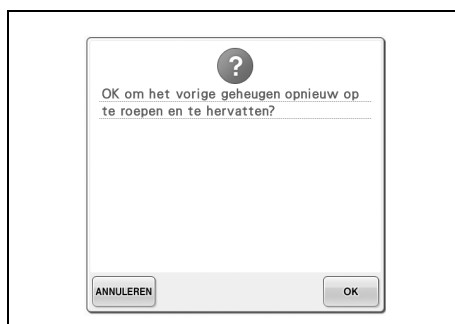 ?
OK om het vorige geheugen opnieuw op
te roepen en te hervatten?
ANNULEREN
OK